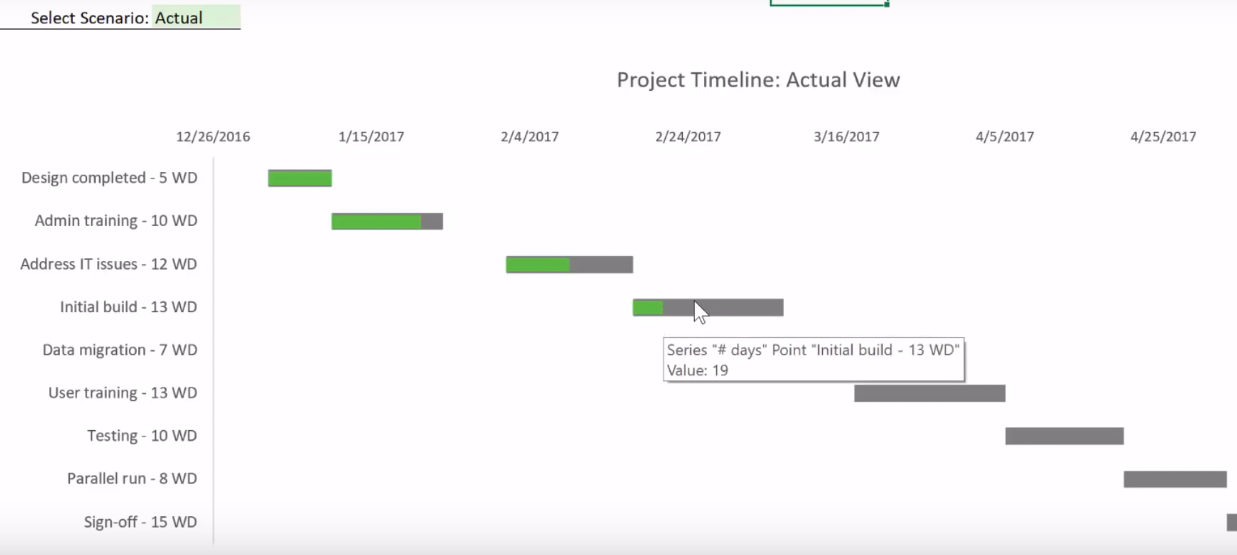 Select Scenario: Actual
Project Timeline: Actual View
12/26/2016 1/15/2017 2/4/2017 2/24/2017 3/16/2017 4/5/2017 4/25/2017
Design completed - 5 WD
Admin training - 10 WD
Address IT issues - 12 WD
Initial build - 13 WD
Data migration - 7 WD
Series "# days" Point "Initial build - 13 WD"
Value: 19
User training - 13 WD
Testing - 10 WD
Parallel run - 8 WD
Sign-off - 15 WD